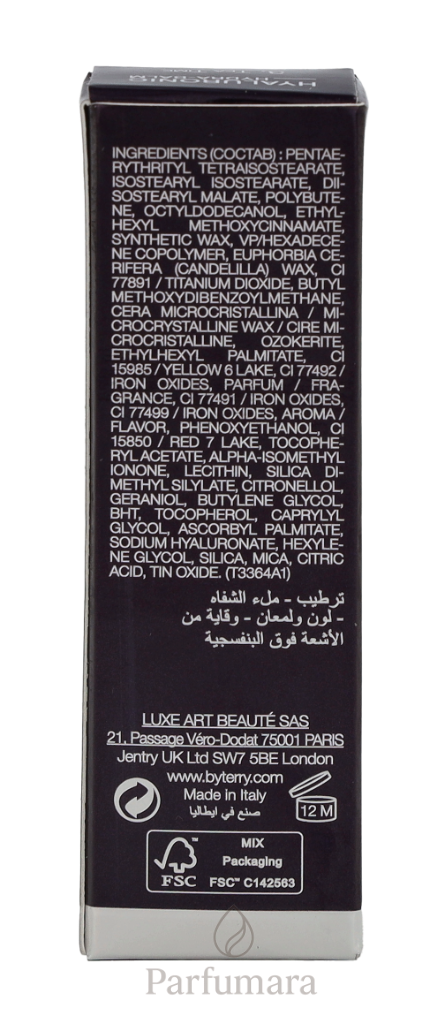 HYALURONIC
HYDRA-BALM
INGREDIENTS (COCTAB) : PENTAE-
RYTHRITYL TETRAISOSTEARATE,
ISOSTEARYL ISOSTEARATE, DII-
SOSTEARYL MALATE, POLYBUTE-
NE, OCTYLDODECANOL, ETHYL-
HEXYL METHOXYCINNAMATE,
SYNTHETIC WAX, VP/HEXADECE-
NE COPOLYMER, EUPHORBIA CE-
RIFERA (CANDELILLA) WAX, CI
77891 / TITANIUM DIOXIDE, BUTYL
METHOXYDIBENZOYLMETHANE,
CERA MICROCRISTALLINA / MI-
CROCRYSTALLINE WAX / CIRE MI-
CROCRISTALLINE, OZOKERITE,
ETHYLHEXYL PALMITATE, CI
15985 / YELLOW 6 LAKE, CI 77492 /
IRON OXIDES, PARFUM / FRA-
GRANCE, CI 77491 / IRON OXIDES,
CI 77499 / IRON OXIDES, AROMA /
FLAVOR, PHENOXYETHANOL, CI
15850 / RED 7 LAKE, TOCOPHE-
RYL ACETATE, ALPHA-ISOMETHYL
IONONE, LECITHIN, SILICA DI-
METHYL SILYLATE, CITRONELLOL,
GERANIOL, BUTYLENE GLYCOL,
BHT, TOCOPHEROL, CAPRYLYL
GLYCOL, ASCORBYL PALMITATE,
SODIUM HYALURONATE, HEXYLE-
NE GLYCOL, SILICA, MICA, CITRIC
ACID, TIN OXIDE. (T3364A1)
ترطيب - ملء الشفاه
- لون ولمعان - وقاية من
الأشعة فوق البنفسجية
LUXE ART BEAUTÉ SAS
21, Passage Véro-Dodat 75001 PARIS
Jentry UK Ltd SW7 5BE London
www.byterry.com
Made in Italy
صنع في ايطاليا
12 M
MIX
Packaging
FSC™ C142563
FSC
Parfumara